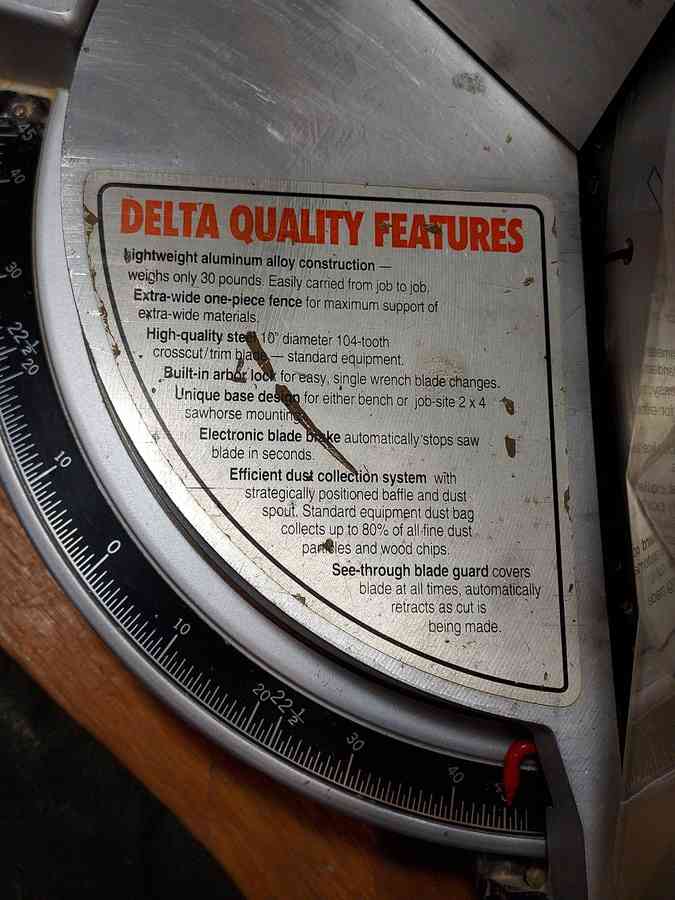 DELTA QUALITY FEATURES
Lightweight aluminum alloy construction —
weighs only 30 pounds. Easily carried from job to job.
Extra-wide one-piece fence for maximum support of
extra-wide materials.
High-quality steel 10" diameter 104-tooth
crosscut/trim blade — standard equipment.
Built-in arbor lock for easy, single wrench blade changes.
Unique base design for either bench or job-site 2 x 4
sawhorse mounting.
Electronic blade brake automatically stops saw
blade in seconds.
Efficient dust collection system with
strategically positioned baffle and dust
spout. Standard equipment dust bag
collects up to 80% of all fine dust
particles and wood chips.
See-through blade guard covers
blade at all times, automatically
retracts as cut is
being made.
45
40
30
22½
20
10
0
10
20
22½
30
40